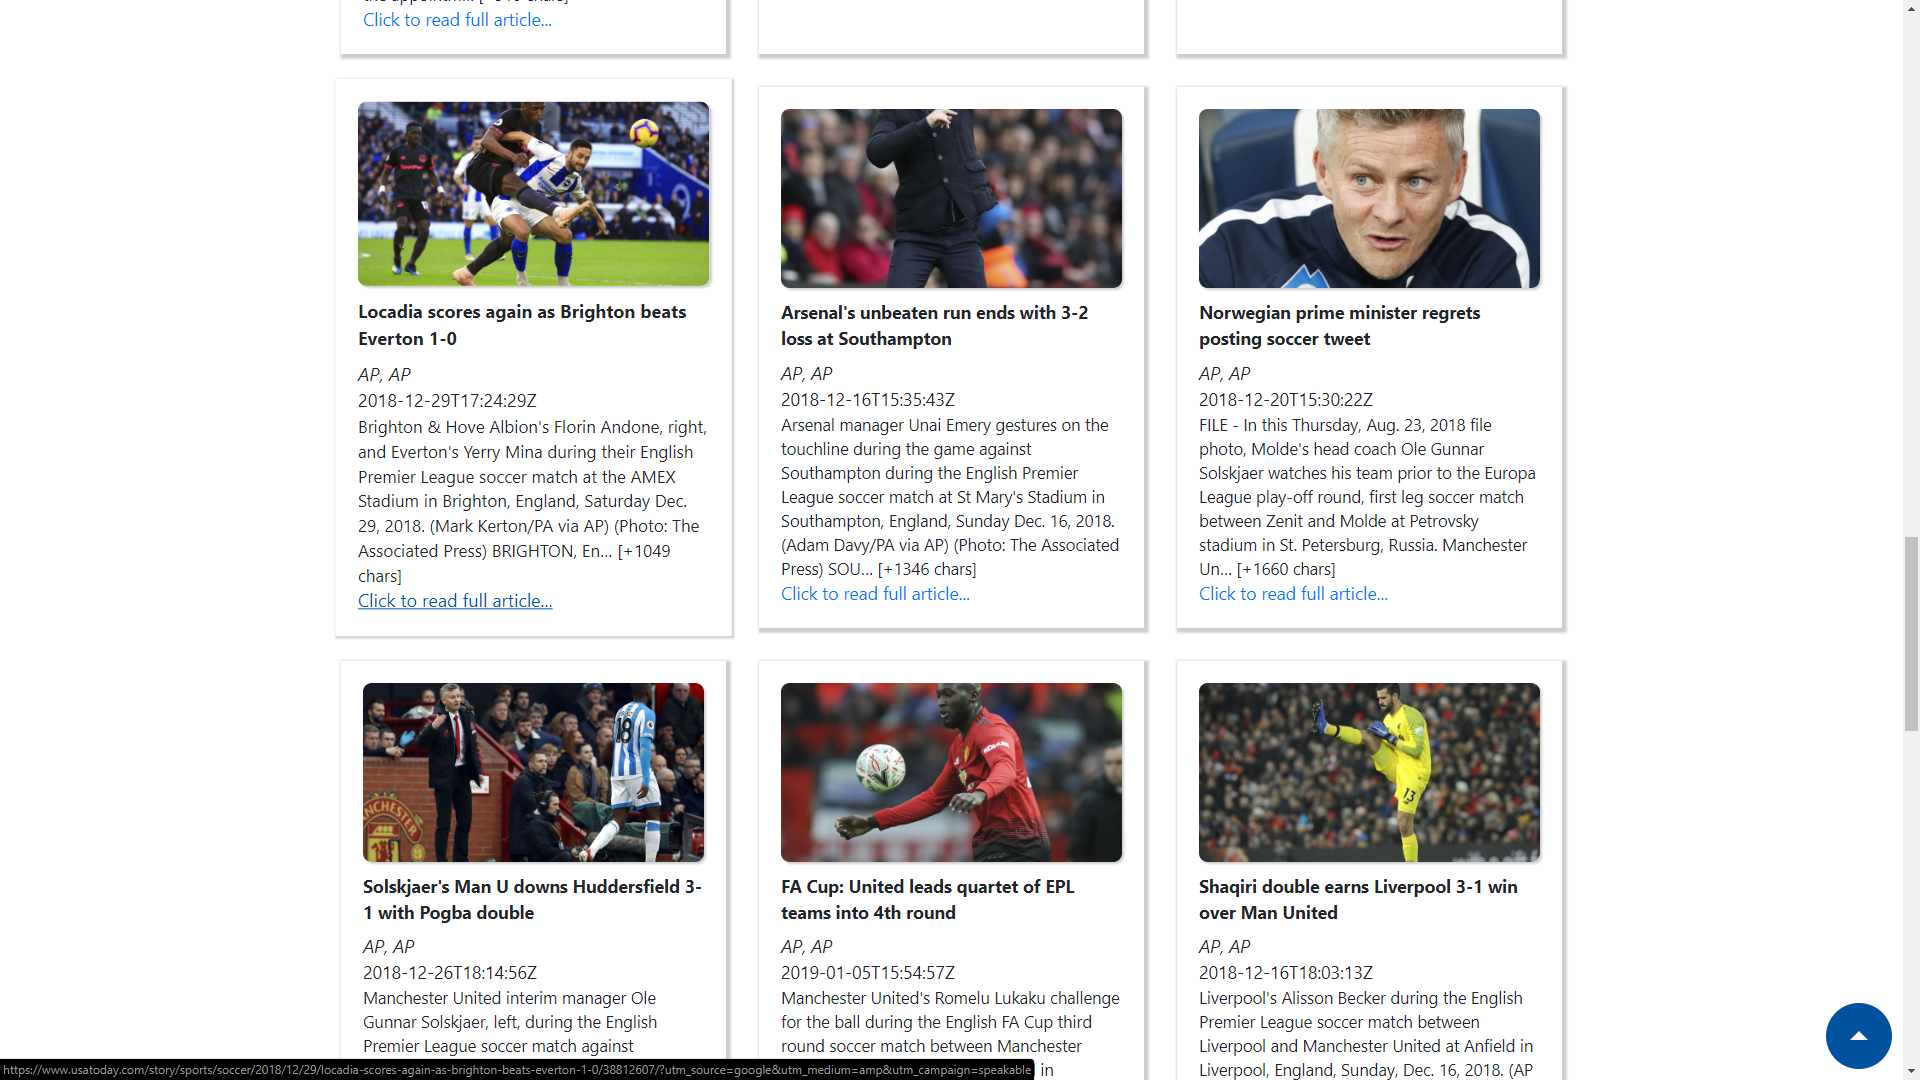 Click to read full article...
Locadia scores again as Brighton beats
Everton 1-0
AP, AP
2018-12-29T17:24:29Z
Brighton & Hove Albion's Florin Andone, right,
and Everton's Yerry Mina during their English
Premier League soccer match at the AMEX
Stadium in Brighton, England, Saturday Dec.
29, 2018. (Mark Kerton/PA via AP) (Photo: The
Associated Press) BRIGHTON, En... [+1049
chars]
Click to read full article...
Arsenal's unbeaten run ends with 3-2
loss at Southampton
AP, AP
2018-12-16T15:35:43Z
Arsenal manager Unai Emery gestures on the
touchline during the game against
Southampton during the English Premier
League soccer match at St Mary's Stadium in
Southampton, England, Sunday Dec. 16, 2018.
(Adam Davy/PA via AP) (Photo: The Associated
Press) SOU... [+1346 chars]
Click to read full article...
Norwegian prime minister regrets
posting soccer tweet
AP, AP
2018-12-20T15:30:22Z
FILE - In this Thursday, Aug. 23, 2018 file
photo, Molde's head coach Ole Gunnar
Solskjaer watches his team prior to the Europa
League play-off round, first leg soccer match
between Zenit and Molde at Petrovsky
stadium in St. Petersburg, Russia. Manchester
Un... [+1660 chars]
Click to read full article...
18
MANCHESTER
Solskjaer's Man U downs Huddersfield 3-
1 with Pogba double
AP, AP
2018-12-26T18:14:56Z
Manchester United interim manager Ole
Gunnar Solskjaer, left, during the English
Premier League soccer match against
FA Cup: United leads quartet of EPL
teams into 4th round
AP, AP
2019-01-05T15:54:57Z
Manchester United's Romelu Lukaku challenge
for the ball during the English FA Cup third
round soccer match between Manchester
in
13
Shaqiri double earns Liverpool 3-1 win
over Man United
AP, AP
2018-12-16T18:03:13Z
Liverpool's Alisson Becker during the English
Premier League soccer match between
Liverpool and Manchester United at Anfield in
Liverpool, England, Sunday, Dec. 16, 2018. (AP
https://www.usatoday.com/story/sports/soccer/2018/12/29/locadia-scores-again-as-brighton-beats-everton-1-0/38812607/?utm_source=google&utm_medium=amp&utm_campaign=speakable